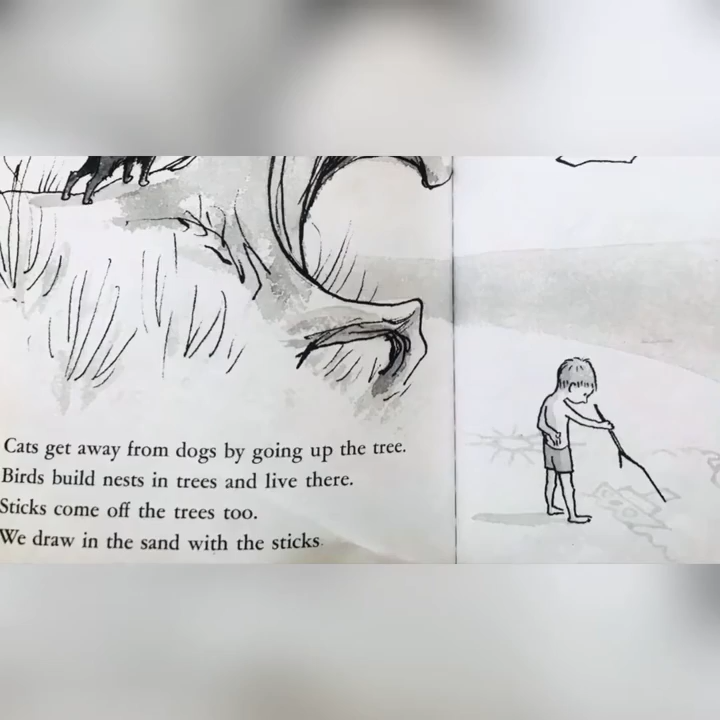 Cats get away from dogs by going up the tree.
Birds build nests in trees and live there.
Sticks come off the trees too.
We draw in the sand with the sticks.